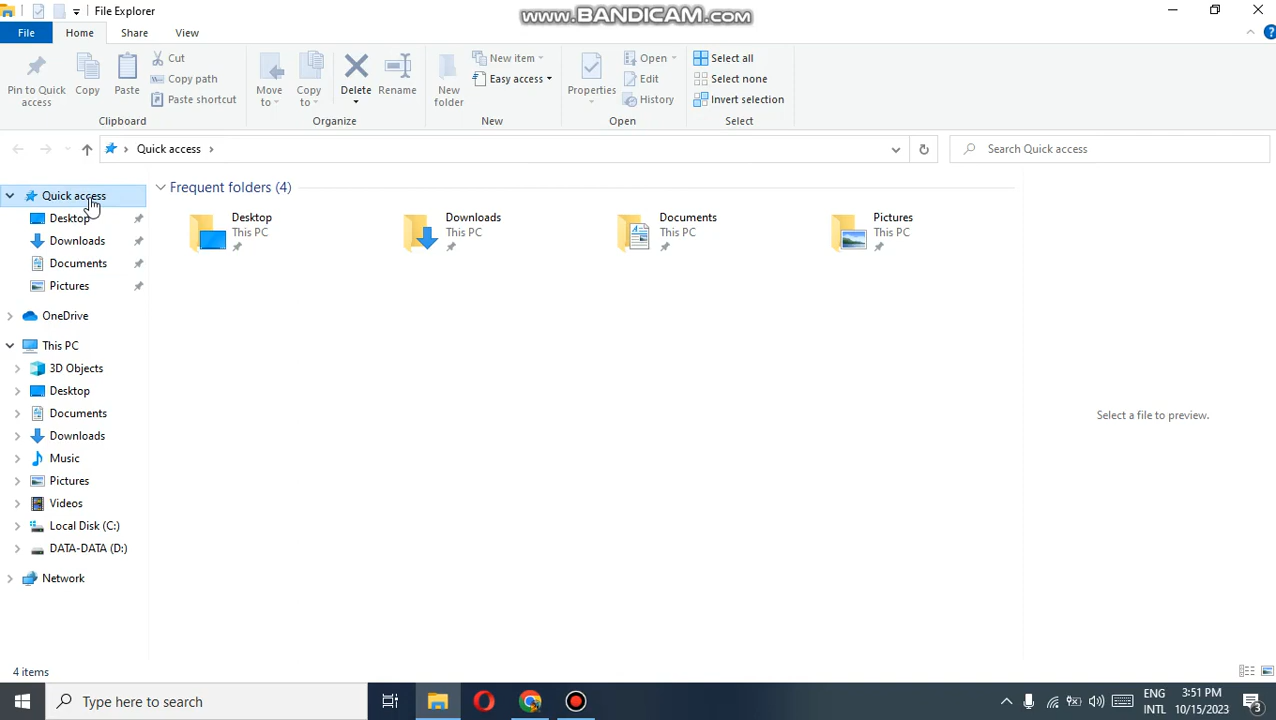 File Explorer
www.BANDICAM.com
File
Home
Share
View
Pin to Quick access
Copy
Paste
Cut
Copy path
Paste shortcut
Clipboard
Move to
Copy to
Delete
Rename
Organize
New folder
New item
Easy access
New
Properties
Open
Edit
History
Open
Select all
Select none
Invert selection
Select
Quick access
Search Quick access
Quick access
Desktop
Downloads
Documents
Pictures
OneDrive
This PC
3D Objects
Desktop
Documents
Downloads
Music
Pictures
Videos
Local Disk (C:)
DATA-DATA (D:)
Network
Frequent folders (4)
Desktop
This PC
Downloads
This PC
Documents
This PC
Pictures
This PC
Select a file to preview.
4 items
Type here to search
ENG
INTL
3:51 PM
10/15/2023
3